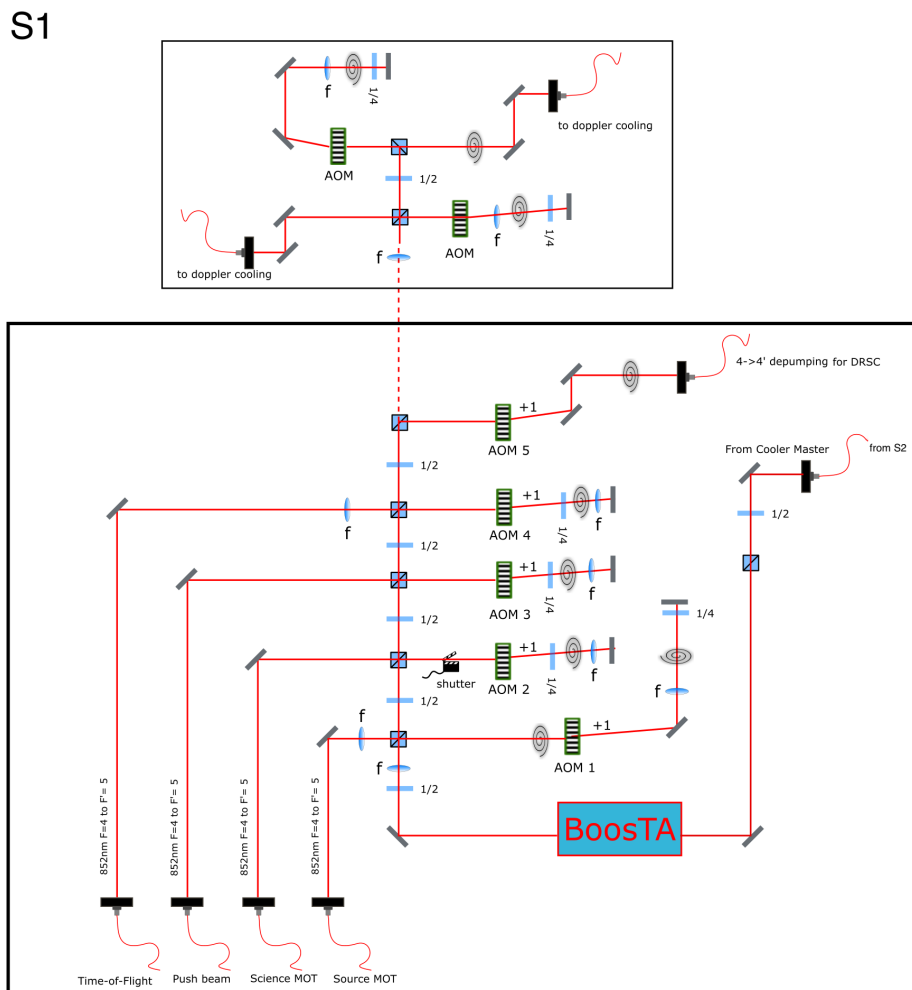 S1
f
1/4
to doppler cooling
AOM
1/2
f
1/4
AOM
to doppler cooling
f
4->4' depumping for DRSC
+1
AOM 5
From Cooler Master
from S2
1/2
1/2
+1
f
1/4
f
AOM 4
1/2
+1
1/4
f
AOM 3
1/2
+1
1/4
f
shutter
AOM 2
1/4
1/2
f
+1
f
AOM 1
f
1/2
BoosTA
852nm F=4 to F'= 5
852nm F=4 to F'= 5
852nm F=4 to F'= 5
852nm F=4 to F'= 5
Time-of-Flight
Push beam
Science MOT
Source MOT